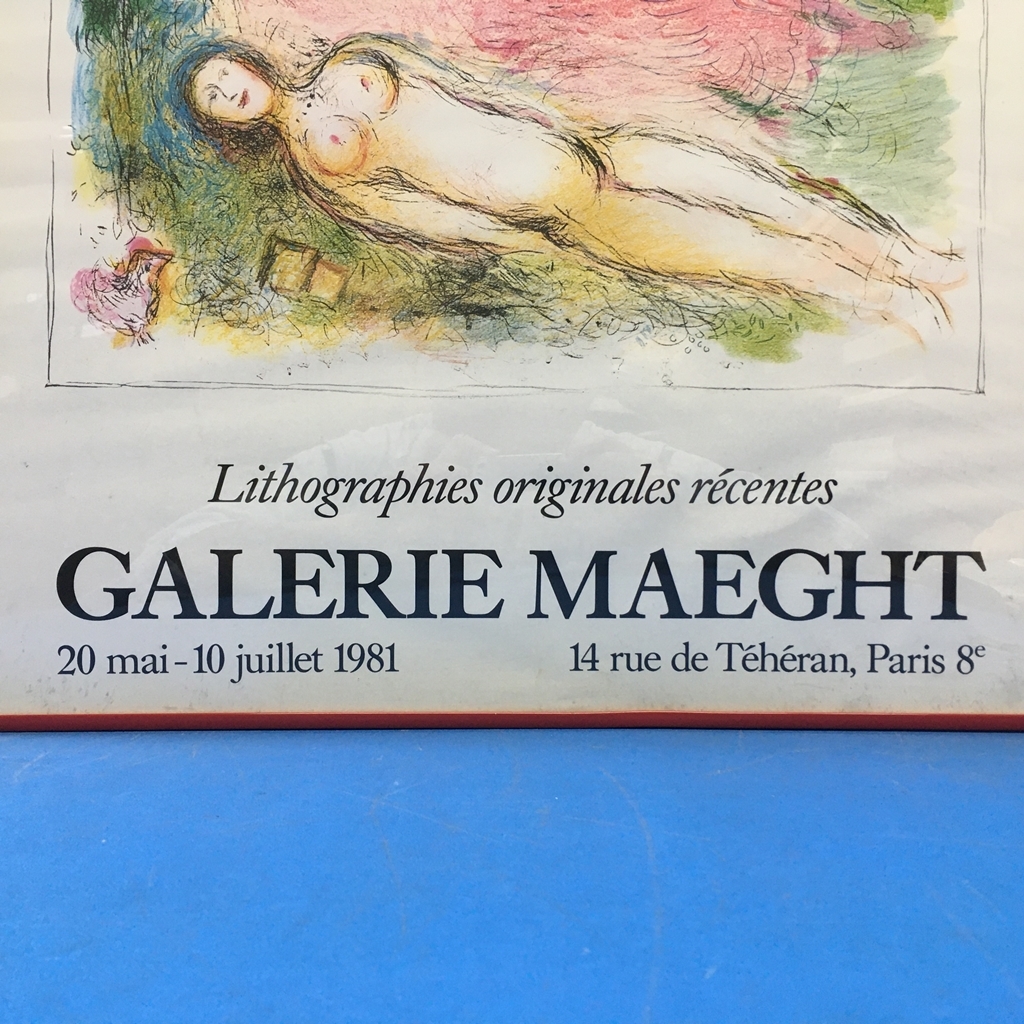 Lithographies originales récentes
GALERIE MAEGHT
20 mai-10 juillet 1981 14 rue de Téhéran, Paris 8e